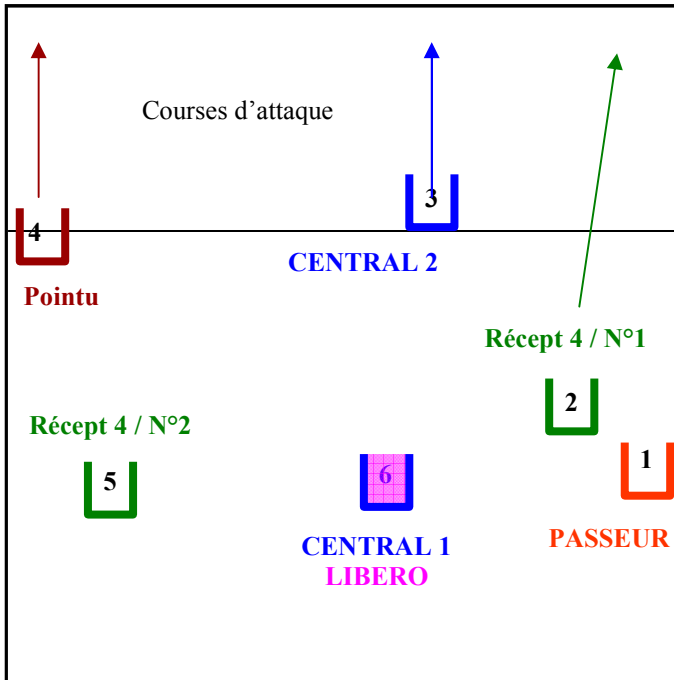 Courses d'attaque
3
4
CENTRAL 2
Pointu
Récept 4 / N°1
2
Récept 4 / N°2
1
5
6
PASSEUR
CENTRAL 1
LIBERO